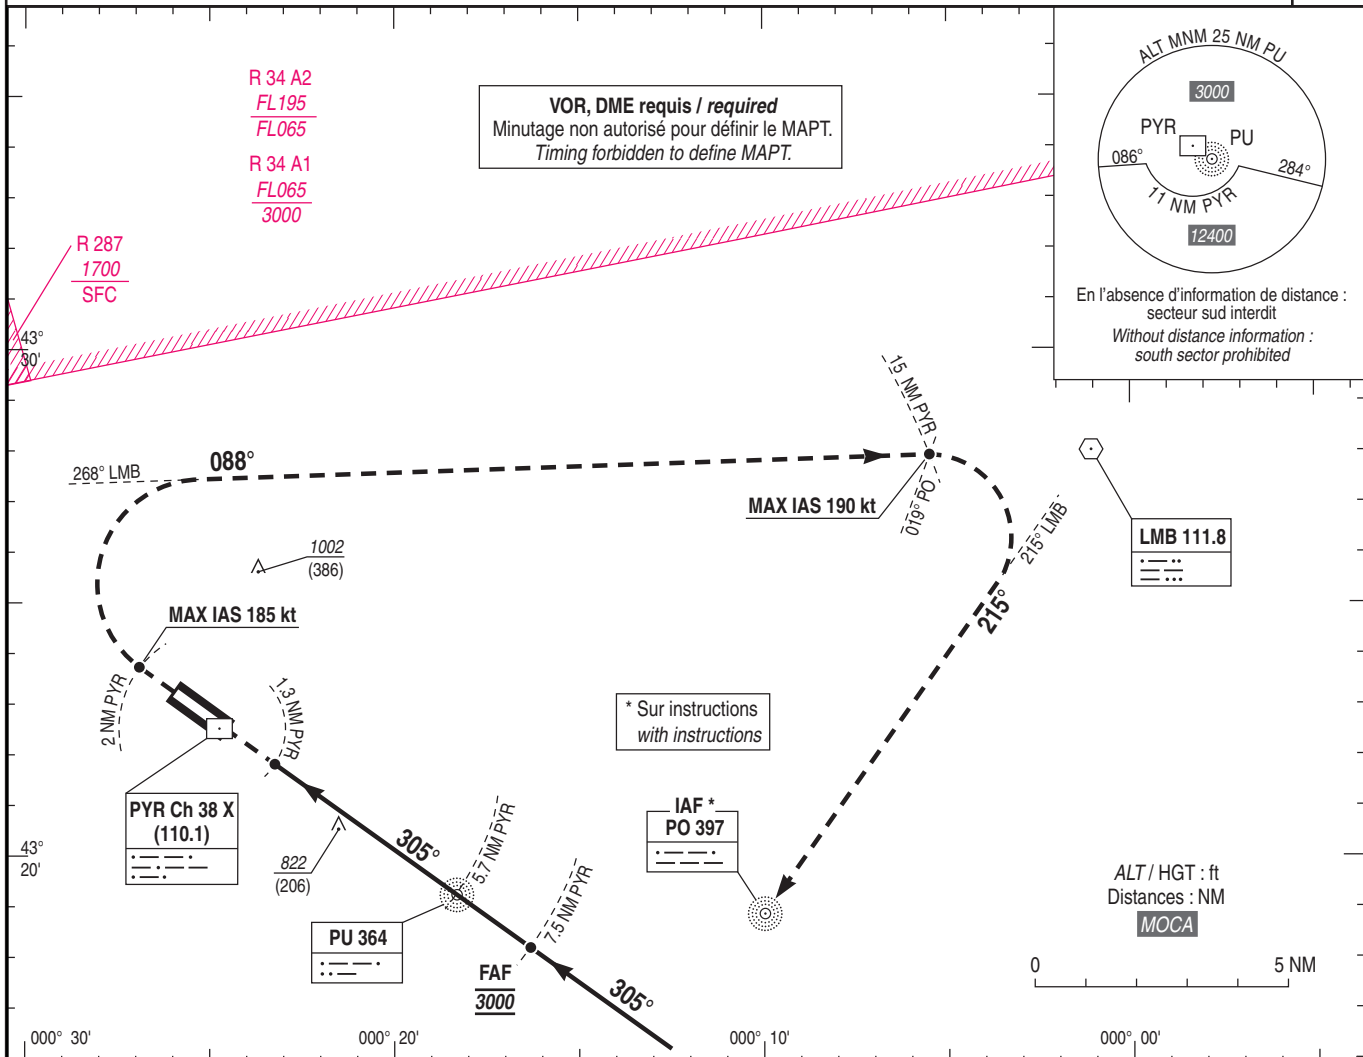 R 34 A2
FL195
FL065
R 34 A1
FL065
3000
R 287
1700
SFC
VOR, DME requis / required
Minutage non autorisé pour définir le MAPT.
Timing forbidden to define MAPT.
ALT MNM 25 NM PU
3000
PYR
PU
086°
284°
11 NM PYR
12400
En l'absence d'information de distance :
secteur sud interdit
Without distance information :
south sector prohibited
43°
30'
268° LMB
088°
15 NM PYR
MAX IAS 190 kt
019° PO
215° LMB
LMB 111.8
1002
(386)
215°
MAX IAS 185 kt
2 NM PYR
1.3 NM PYR
* Sur instructions
with instructions
PYR Ch 38 X
(110.1)
IAF *
PO 397
43°
20'
822
(206)
305°
5.7 NM PYR
7.5 NM PYR
PU 364
FAF
3000
305°
ALT / HGT : ft
Distances : NM
MOCA
0
5 NM
000° 30'
000° 20'
000° 10'
000° 00'